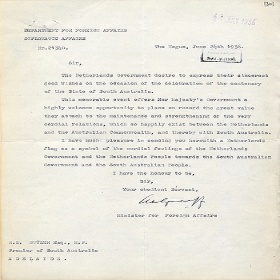 DEPARTMENT FOR FOREIGN AFFAIRS
DIPLOMATIC AFFAIRS
The Hague, June 24th 1936.
Sir,
The Netherlands Government desire to express their sincerest
good wishes on the occasion of the celebration of the centenary
of the State of South Australia.
This memorable event offers Her Majesty's Government a
highly welcome opportunity to place on record the great value
they attach to the maintenance and strengthening of the very
cordial relations, which so happily exist between the Netherlands
and the Australian Commonwealth, and thereby with South Australia.
I have much pleasure in sending you herewith a Netherlands
flag as a symbol of the cordial feelings of the Netherlands
Government and the Netherlands People towards the South Australian
Government and the South Australian People.
I have the honour to be,
Sir,
Your obedient Servant,
Minister for Foreign Affairs
Esq., M.P.
Premier of South Australia
ADELAIDE.